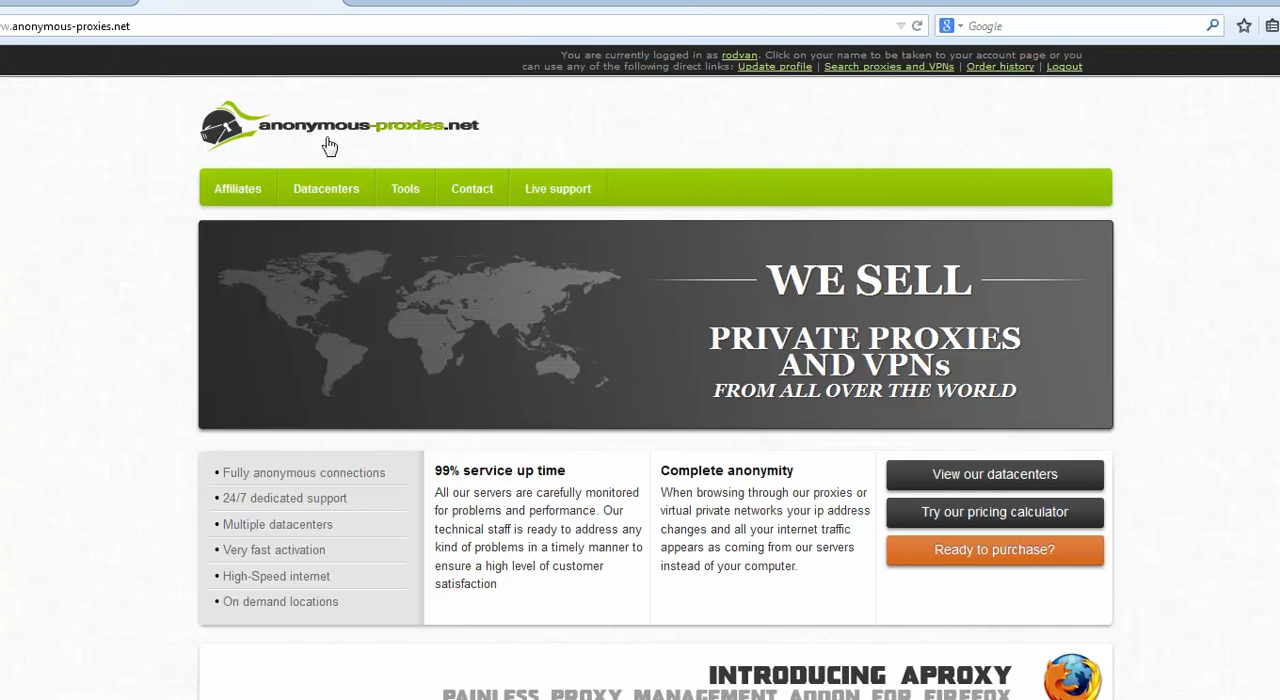 w.anonymous-proxies.net
Google
You are currently logged in as rodvan. Click on your name to be taken to your account page or you
can use any of the following direct links: Update profile | Search proxies and VPNs | Order history | Logout
anonymous-proxies.net
Affiliates Datacenters Tools Contact Live support
WE SELL
PRIVATE PROXIES
AND VPNs
FROM ALL OVER THE WORLD
• Fully anonymous connections
• 24/7 dedicated support
• Multiple datacenters
• Very fast activation
• High-Speed internet
• On demand locations
99% service up time
All our servers are carefully monitored
for problems and performance. Our
technical staff is ready to address any
kind of problems in a timely manner to
ensure a high level of customer
satisfaction
Complete anonymity
When browsing through our proxies or
virtual private networks your ip address
changes and all your internet traffic
appears as coming from our servers
instead of your computer.
View our datacenters
Try our pricing calculator
Ready to purchase?
INTRODUCING APROXY
PAINLESS PROXY MANAGEMENT ADDON FOR FIREFOX